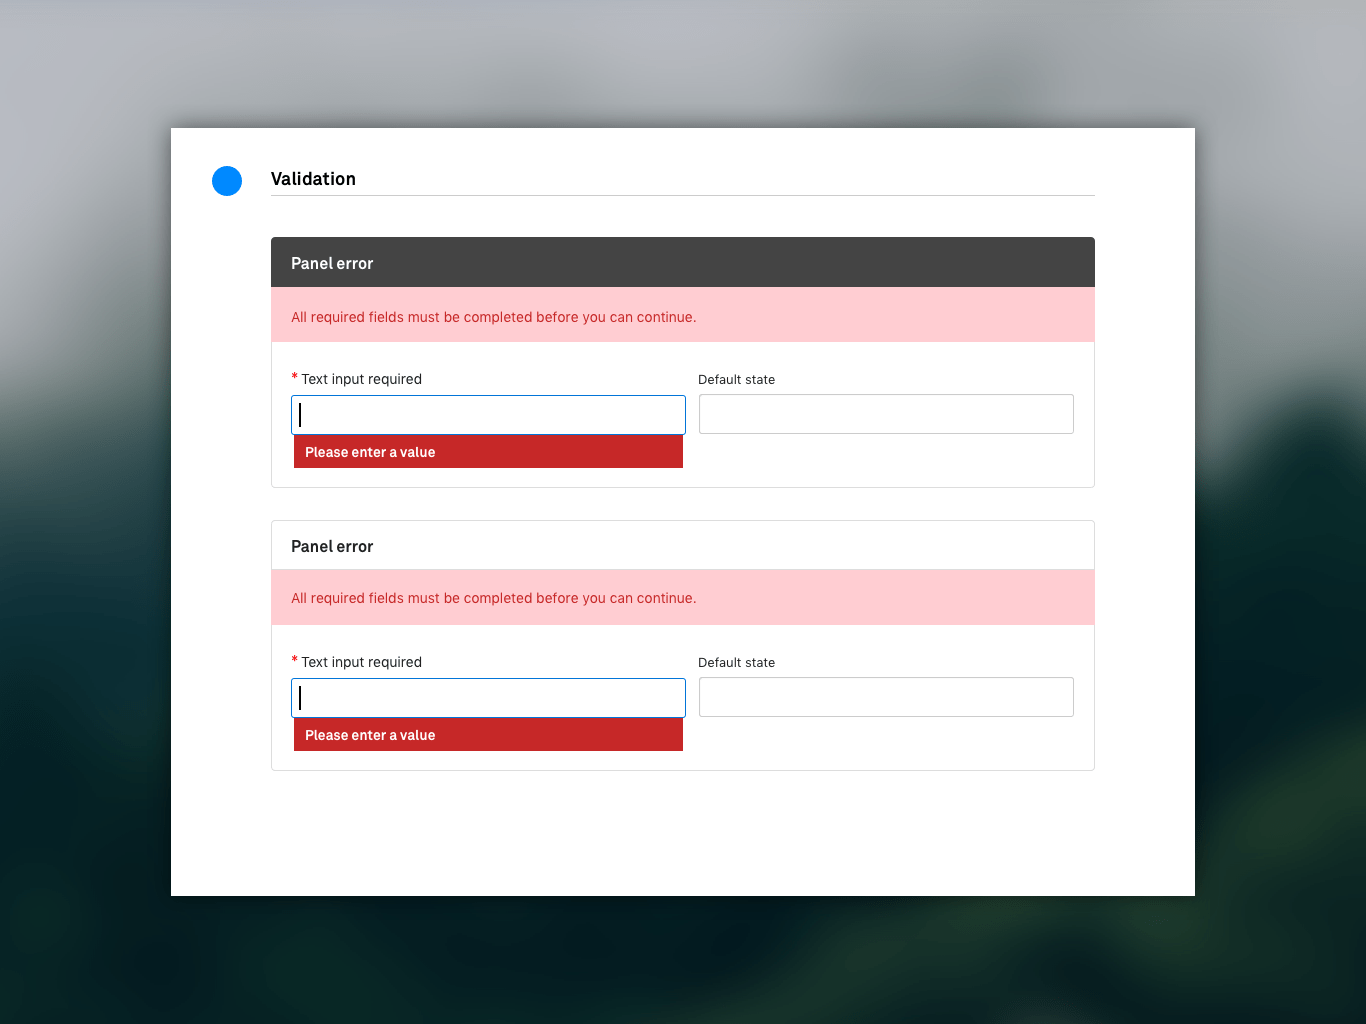 Validation
Panel error
All required fields must be completed before you can continue.
* Text input required
Default state
Please enter a value
Panel error
All required fields must be completed before you can continue.
* Text input required
Default state
Please enter a value